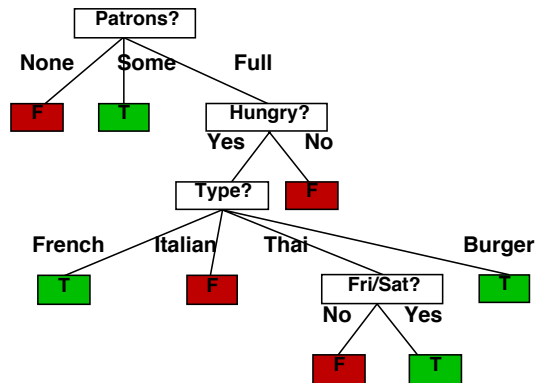 Patrons?
None Some Full
F T Hungry?
Yes No
Type? F
French Italian Thai Burger
T F Fri/Sat? T
No Yes
F T